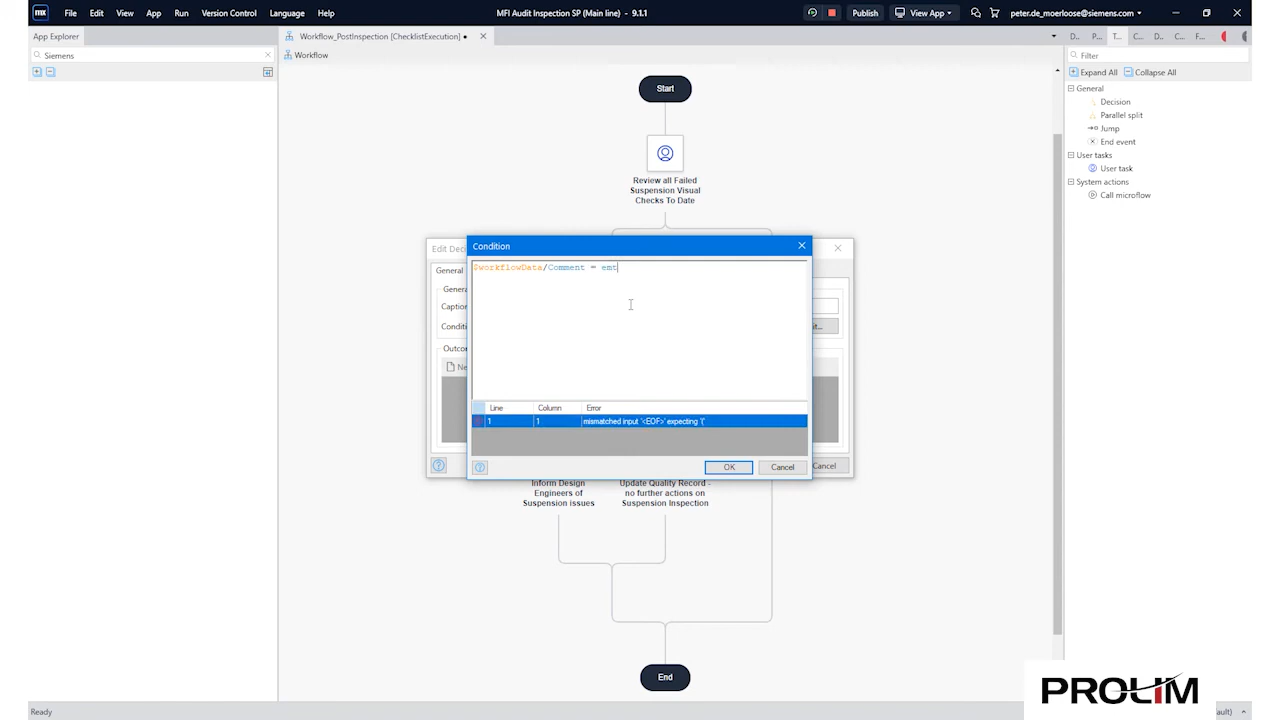 mx File Edit View App Run Version Control Language Help
MFI Audit Inspection SP (Main line) - 9.1.1
Publish View App peter.de_moerloose@siemens.com
App Explorer
Workflow_PostInspection [ChecklistExecution]
D.. P... T... C... D.. C... F...
Siemens
Workflow
Filter
Expand All Collapse All
General
Decision
Parallel split
Jump
End event
User tasks
User task
System actions
Call microflow
Start
Review all Failed
Suspension Visual
Checks To Date
Edit Deci
General
Condition
$workflowData/Comment = emt
Line Column Error
1 1 mismatched input '<EOF>' expecting '('
OK Cancel
Cancel
Inform Design
Engineers of
Suspension issues
Update Quality Record -
no further actions on
Suspension Inspection
End
PROLIM
Ready